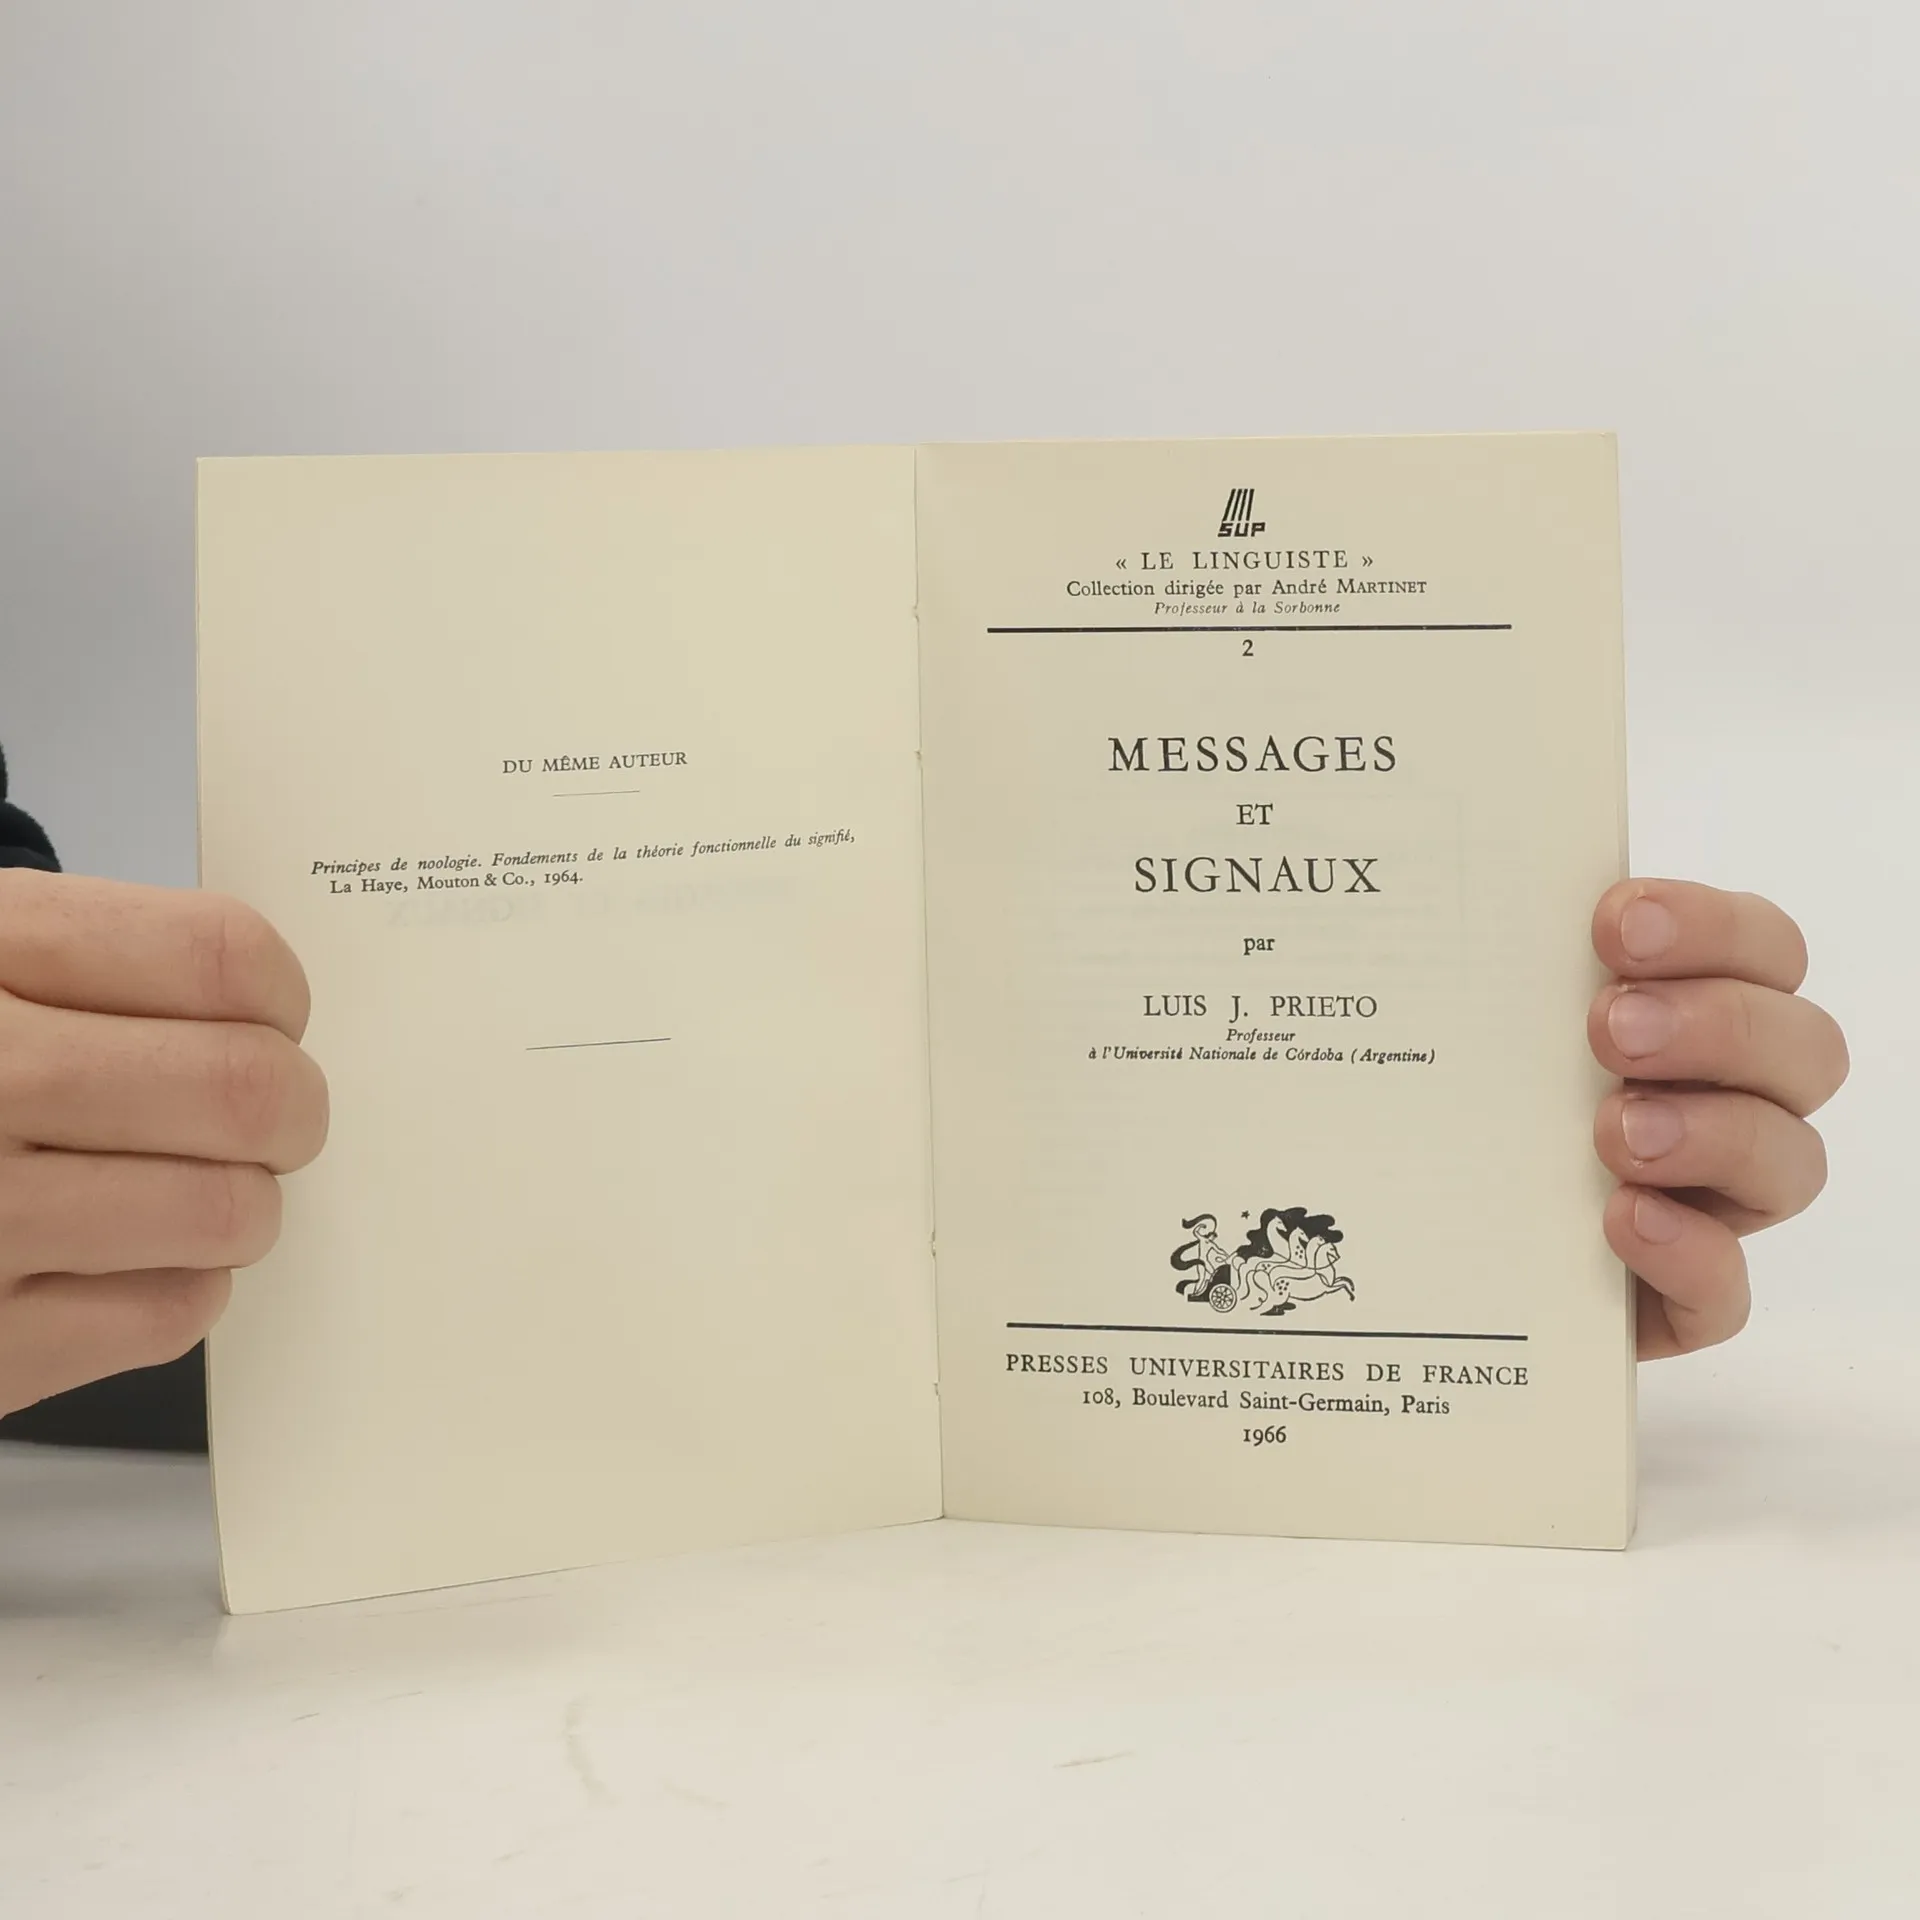 DU MÊME AUTEUR
Principes de noologie. Fondements de la théorie fonctionnelle du signifié,
La Haye, Mouton & Co., 1964.
SUP
« LE LINGUISTE »
Collection dirigée par André MARTINET
Professeur à la Sorbonne
2
MESSAGES
ET
SIGNAUX
par
LUIS J. PRIETO
Professeur
à l'Université Nationale de Córdoba (Argentine)
PRESSES UNIVERSITAIRES DE FRANCE
108, Boulevard Saint-Germain, Paris
1966